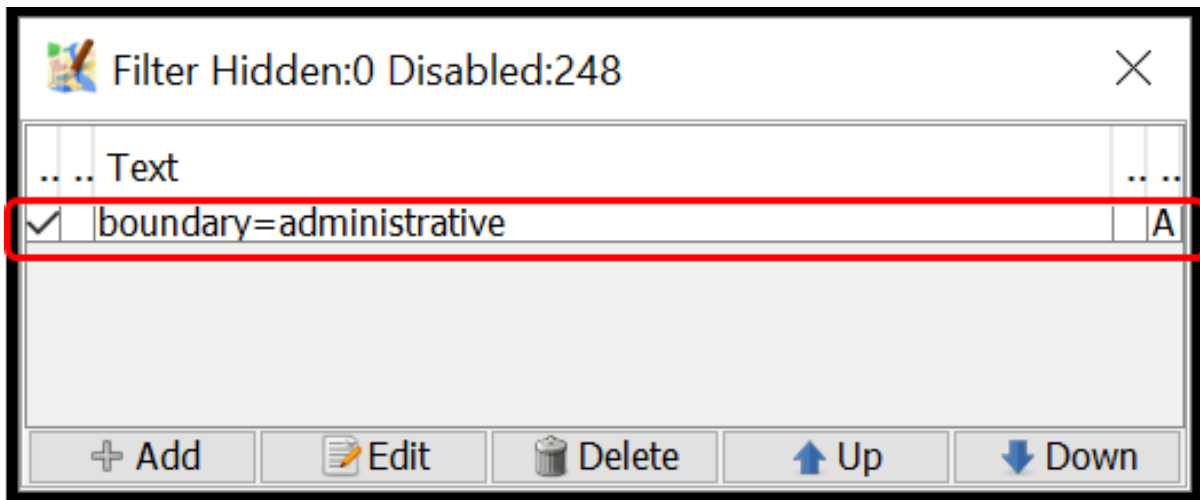 Filter Hidden:0 Disabled:248
.. .. Text .. ..
boundary=administrative A
Add Edit Delete Up Down